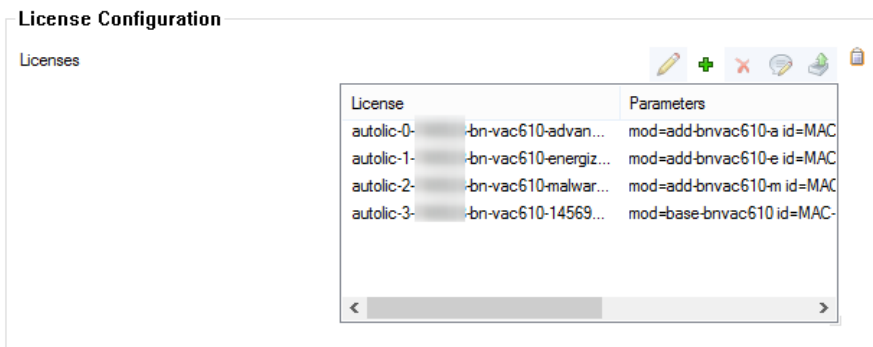 License Configuration
Licenses
License Parameters
autolic-0- -bn-vac610-advan... mod=add-bnvac610-a id=MAC
autolic-1- -bn-vac610-energiz... mod=add-bnvac610-e id=MAC
autolic-2- -bn-vac610-malwar... mod=add-bnvac610-m id=MAC
autolic-3- -bn-vac610-14569... mod=base-bnvac610 id=MAC-